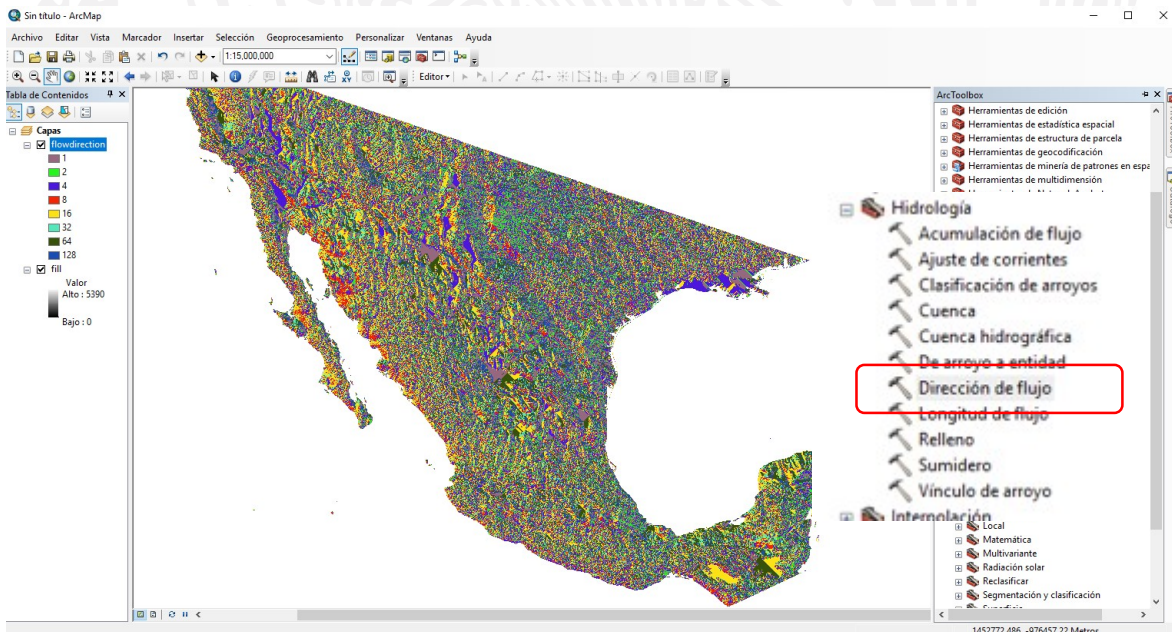 Sin título - ArcMap
Archivo Editar Vista Marcador Insertar Selección Geoprocesamiento Personalizar Ventanas Ayuda
1:15,000,000
Editor
Tabla de Contenidos
Capas
flowdirection
1
2
4
8
16
32
64
128
fill
Valor
Alto : 5390
Bajo : 0
ArcToolbox
Herramientas de edición
Herramientas de estadística espacial
Herramientas de estructura de parcela
Herramientas de geocodificación
Herramientas de minería de patrones en espa
Herramientas de multidimensión
Hidrología
Acumulación de flujo
Ajuste de corrientes
Clasificación de arroyos
Cuenca
Cuenca hidrográfica
De arroyo a entidad
Dirección de flujo
Longitud de flujo
Relleno
Sumidero
Vínculo de arroyo
Interpolación
Local
Matemática
Multivariante
Radiación solar
Reclasificar
Segmentación y clasificación
Superficie
1452772.486 -976457.22 Metros